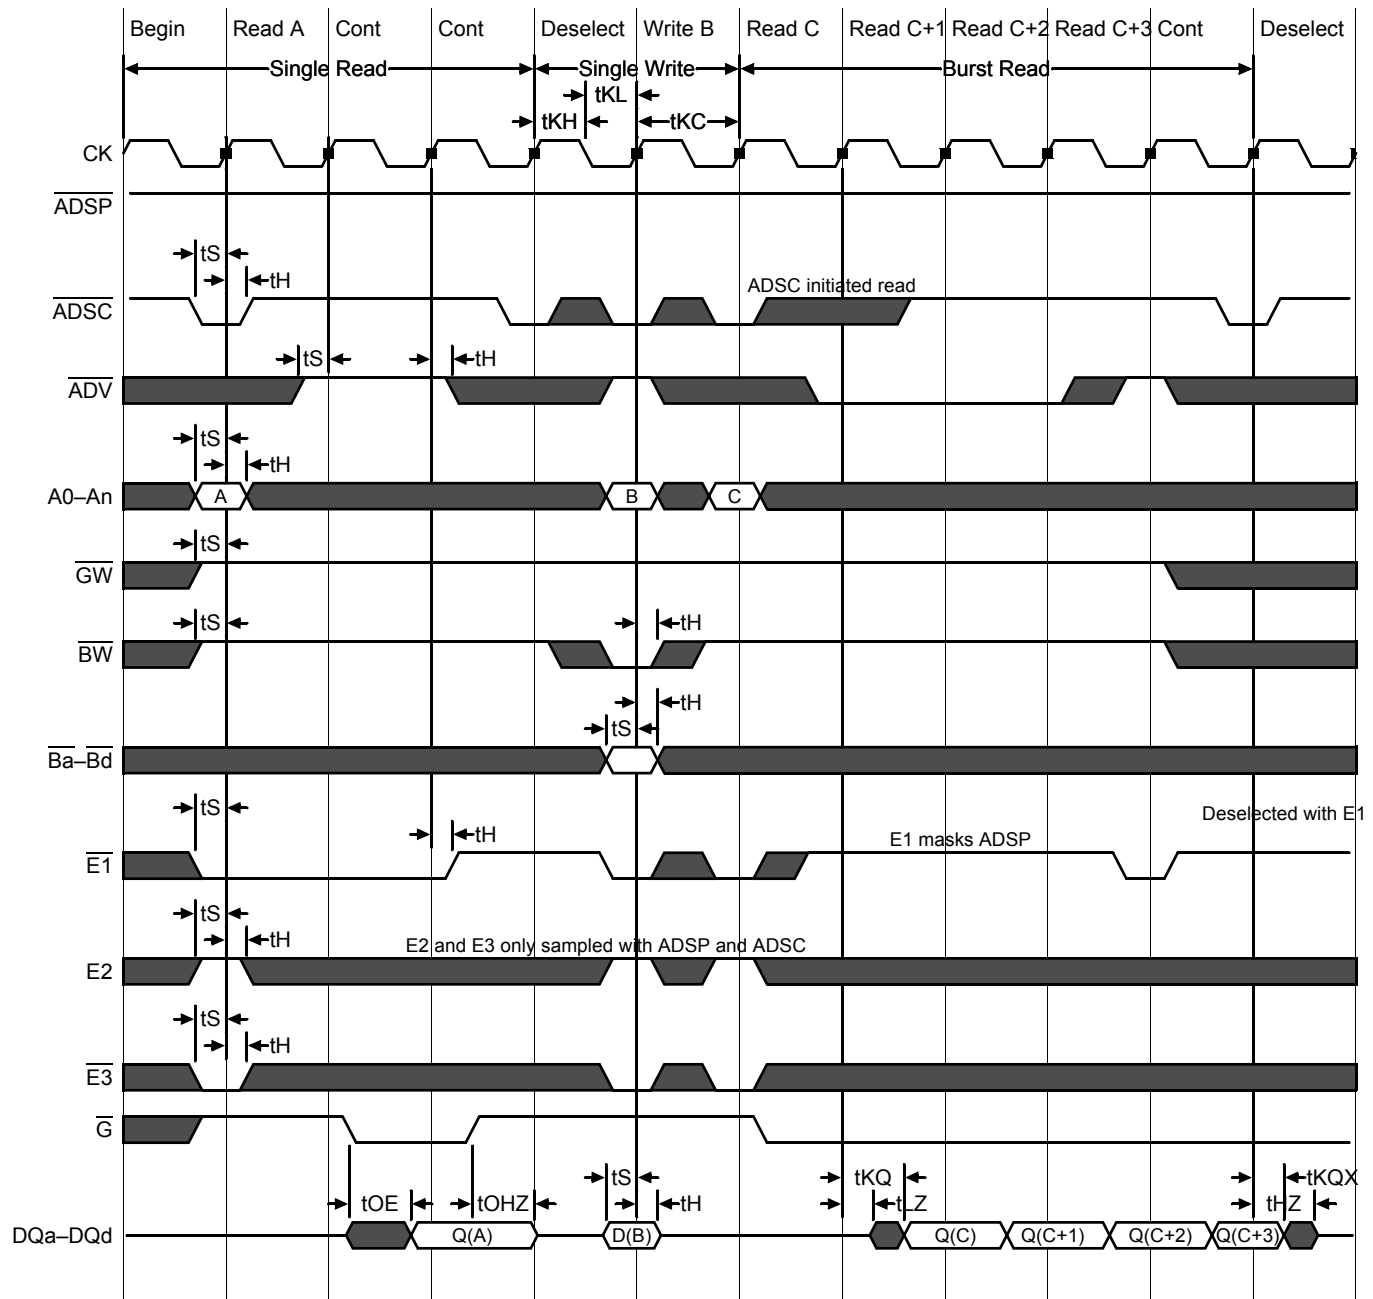 Begin Read A Cont Cont Deselect Write B Read C Read C+1 Read C+2 Read C+3 Cont Deselect
Single Read Single Write Burst Read
tKL
tKH tKC
CK
ADSP
tS
tH
ADSC initiated read
ADSC
tS tH
ADV
tS
tH
A0–An A B C
tS
GW
tS tH
BW
tH
tS
Ba–Bd
tS Deselected with E1
tH E1 masks ADSP
E1
tS
tH E2 and E3 only sampled with ADSP and ADSC
E2
tS
tH
E3
G
tS tKQ tKQX
tOE tOHZ tH tLZ tHZ
DQa–DQd Q(A) D(B) Q(C) Q(C+1) Q(C+2) Q(C+3)